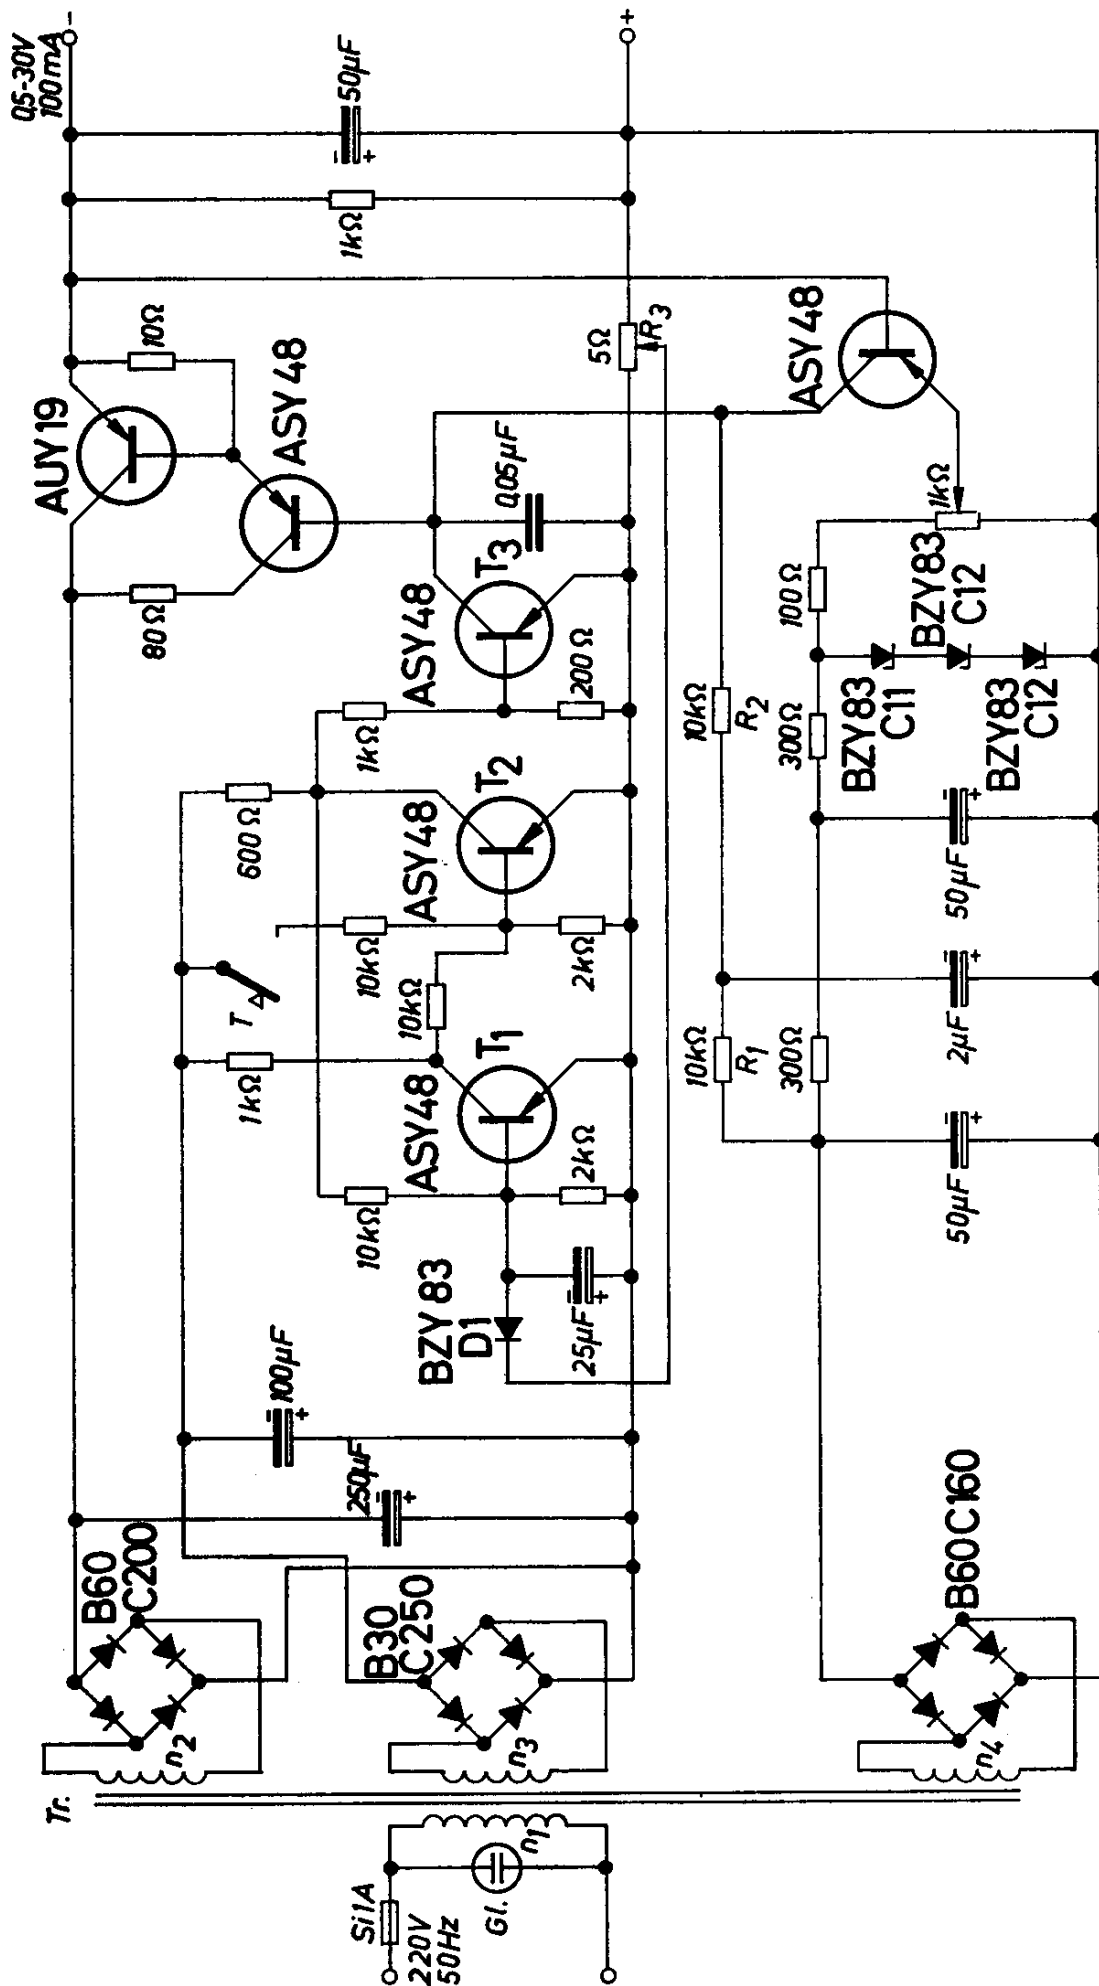 Tr.
Si1A
220V
50Hz
Gl.
n1
n2
n3
n4
B60
C200
B30
C250
B60C160
250µF
100µF
BZY83
D1
25µF
10kΩ
2kΩ
ASY48
T1
1kΩ
T
10kΩ
10kΩ
2kΩ
600Ω
ASY48
T2
1kΩ
200Ω
ASY48
T3
0,05µF
80Ω
AUY19
ASY48
10Ω
5Ω
R3
1kΩ
50µF
0,5-30V
100mA
-
+
50µF
10kΩ
R1
300Ω
2µF
50µF
10kΩ
R2
300Ω
BZY83
C11
BZY83
C12
BZY83
C12
100Ω
1kΩ
ASY48